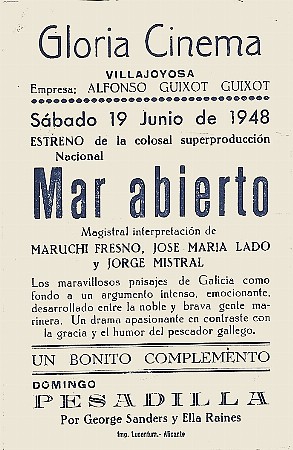 Gloria Cinema
VILLAJOYOSA
Empresa: ALFONSO GUIXOT GUIXOT
Sábado 19 Junio de 1948
ESTRENO de la colosal superproducción
Nacional
Mar abierto
Magistral interpretación de
MARUCHI FRESNO, JOSE MARIA LADO
y JORGE MISTRAL
Los maravillosos paisajes de Galicia como
fondo a un argumento intenso, emocionante,
desarrollado entre la noble y brava gente ma-
rinera. Un drama apasionante en contraste con
la gracia y el humor del pescador gallego.
UN BONITO COMPLEMENTO
DOMINGO
PESADILLA
Por George Sanders y Ella Raines
Imp. Lucentum.- Alicante